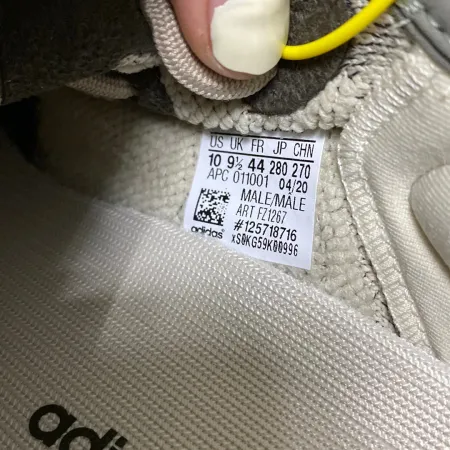 US UK FR JP CHN
10 9½ 44 280 270
APC 011001 04/20
MALE/MÂLE
ART FZ1267
#125718716
adidas
xS0KG59K00996
adi